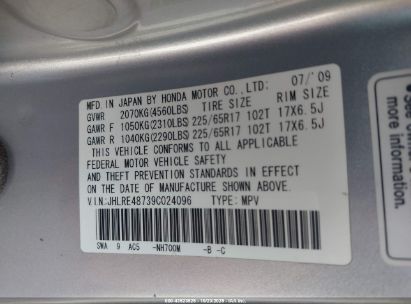 MFD. IN JAPAN BY HONDA MOTOR CO., LTD: 07/'09
GVWR 2070KG(4560LBS) TIRE SIZE RIM SIZE
GAWR F 1050KG(2310LBS) 225/65R17 102T 17X6.5J
GAWR R 1040KG(2290LBS) 225/65R17 102T 17X6.5J
THIS VEHICLE CONFORMS TO ALL APPLICABLE
FEDERAL MOTOR VEHICLE SAFETY
AND THEFT PREVENTION STANDARDS IN EFFECT
ON THE DATE OF MANUFACTURE SHOWN ABOVE.
V.I.N: JHLRE48739C024096 TYPE: MPV
SWA 9 AC5 -NH700M -B -C